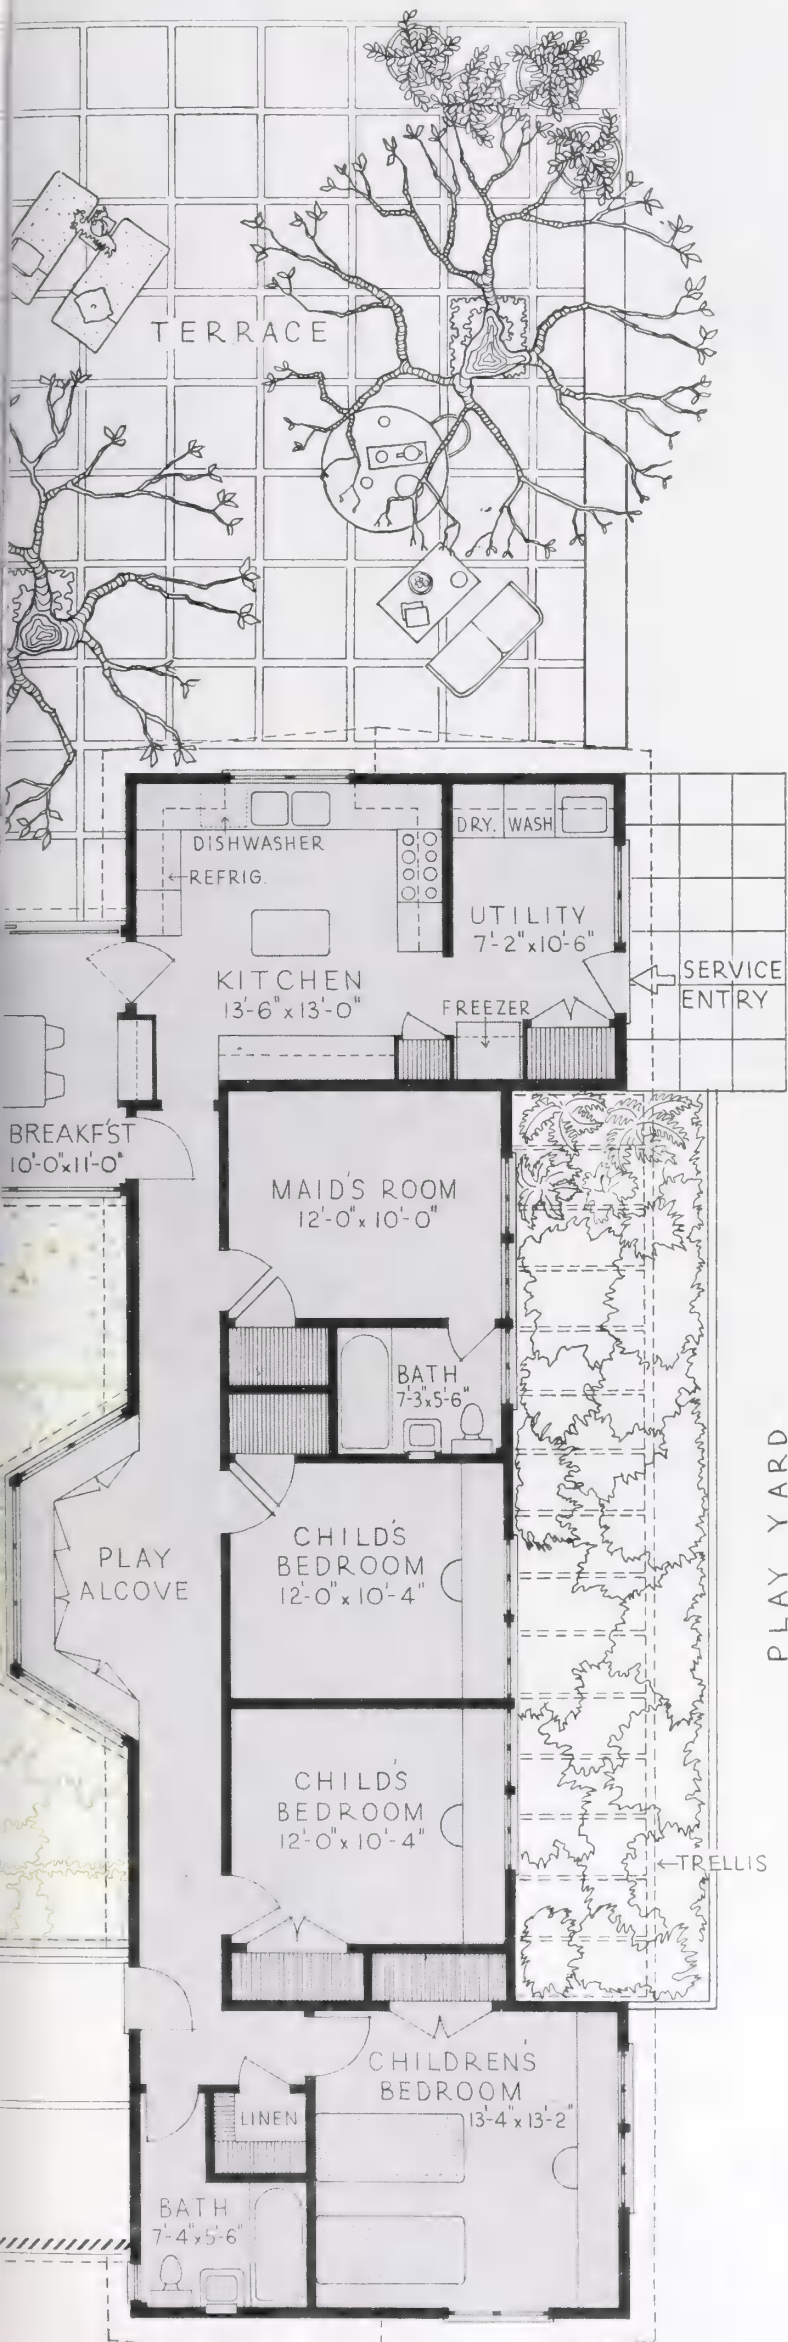 TERRACE
DISHWASHER
REFRIG.
DRY. WASH
UTILITY
7'-2"x10'-6"
KITCHEN
13'-6"x13'-0"
FREEZER
SERVICE
ENTRY
BREAKF'ST
10'-0"x11'-0"
MAID'S ROOM
12'-0"x10'-0"
BATH
7'-3"x5'-6"
PLAY
ALCOVE
CHILD'S
BEDROOM
12'-0"x10'-4"
PLAY YARD
CHILD'S
BEDROOM
12'-0"x10'-4"
TRELLIS
CHILDREN'S
BEDROOM
13'-4"x13'-2"
LINEN
BATH
7'-4"x5'-6"